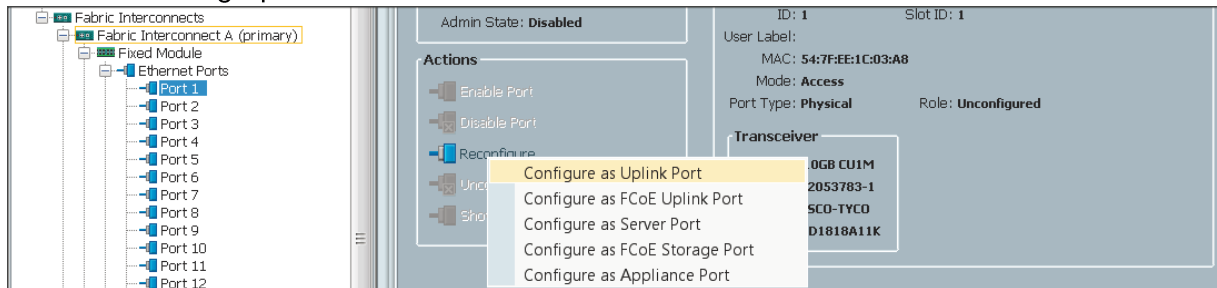 Fabric Interconnects
Fabric Interconnect A (primary)
Fixed Module
Ethernet Ports
Port 1
Port 2
Port 3
Port 4
Port 5
Port 6
Port 7
Port 8
Port 9
Port 10
Port 11
Port 12
Admin State: Disabled
Actions
Enable Port
Disable Port
Reconfigure
Configure as Uplink Port
Configure as FCoE Uplink Port
Configure as Server Port
Configure as FCoE Storage Port
Configure as Appliance Port
ID: 1 Slot ID: 1
User Label:
MAC: 54:7F:EE:1C:03:A8
Mode: Access
Port Type: Physical Role: Unconfigured
Transceiver
CU1M
2053783-1